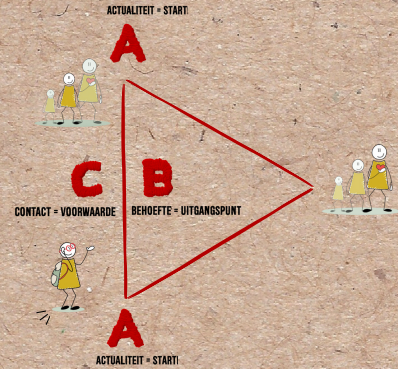 ACTUALITEIT = START
A
C B
CONTACT = VOORWAARDE
BEHOEFTE = UITGANGSPUNT
A
ACTUALITEIT = START